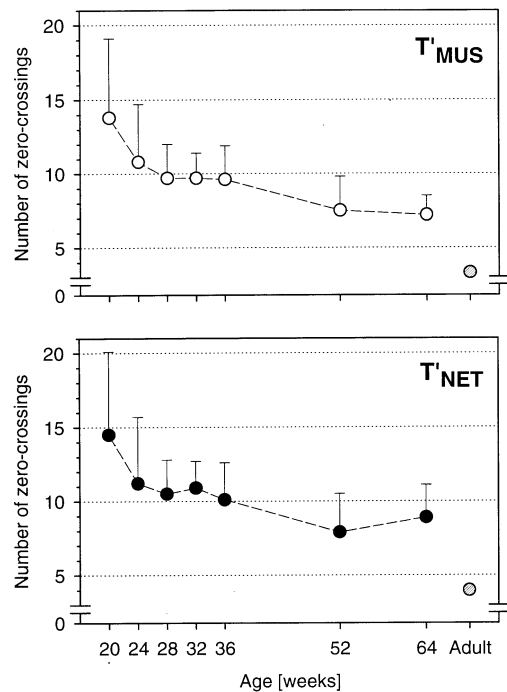 20
15
10
5
0
Number of zero-crossings
T'MUS
20
15
10
5
0
Number of zero-crossings
T'NET
20 24 28 32 36 52 64 Adult
Age [weeks]